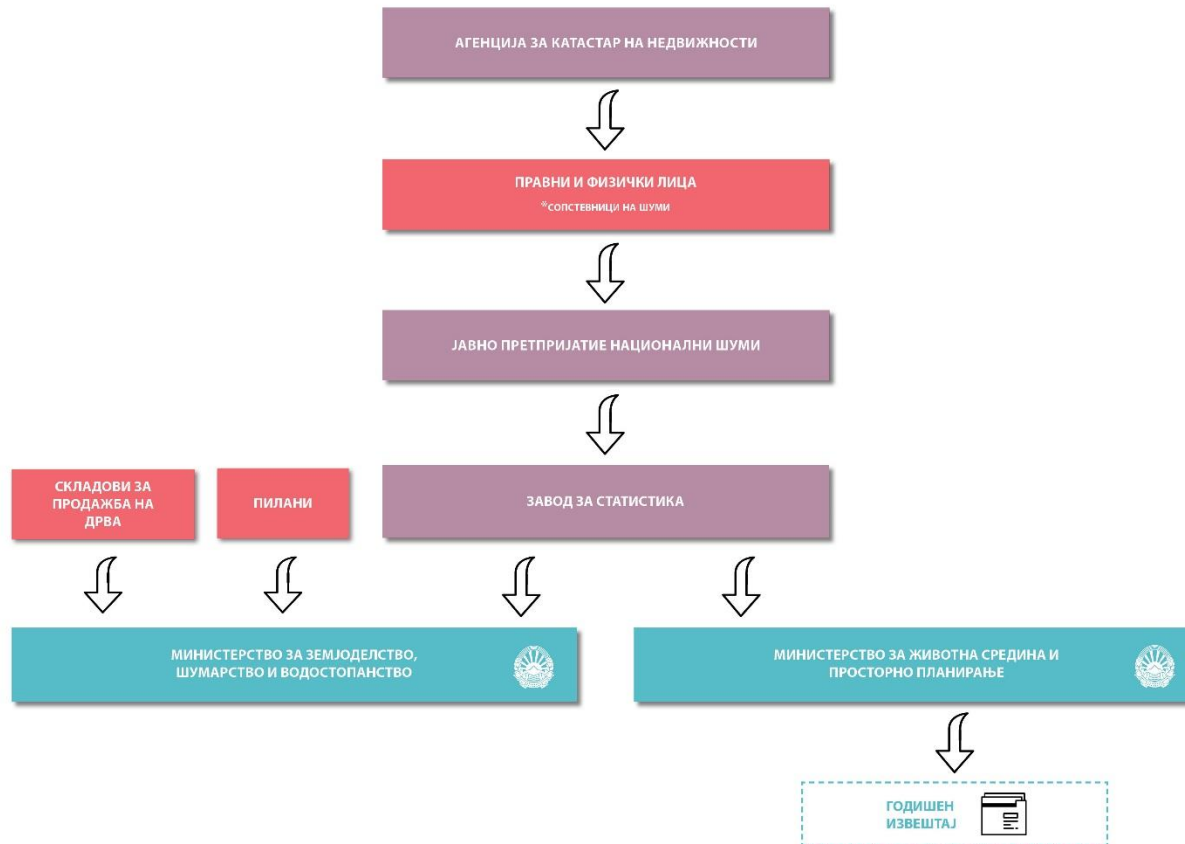 АГЕНЦИЈА ЗА КАТАСТАР НА НЕДВИЖНОСТИ
ПРАВНИ И ФИЗИЧКИ ЛИЦА
*СОПСТЕВНИЦИ НА ШУМИ
ЈАВНО ПРЕТПРИЈАТИЕ НАЦИОНАЛНИ ШУМИ
СКЛАДОВИ ЗА
ПРОДАЖБА НА
ДРВА
ПИЛАНИ
ЗАВОД ЗА СТАТИСТИКА
МИНИСТЕРСТВО ЗА ЗЕМЈОДЕЛСТВО,
ШУМАРСТВО И ВОДОСТОПАНСТВО
МИНИСТЕРСТВО ЗА ЖИВОТНА СРЕДИНА И
ПРОСТОРНО ПЛАНИРАЊЕ
ГОДИШЕН
ИЗВЕШТАЈ